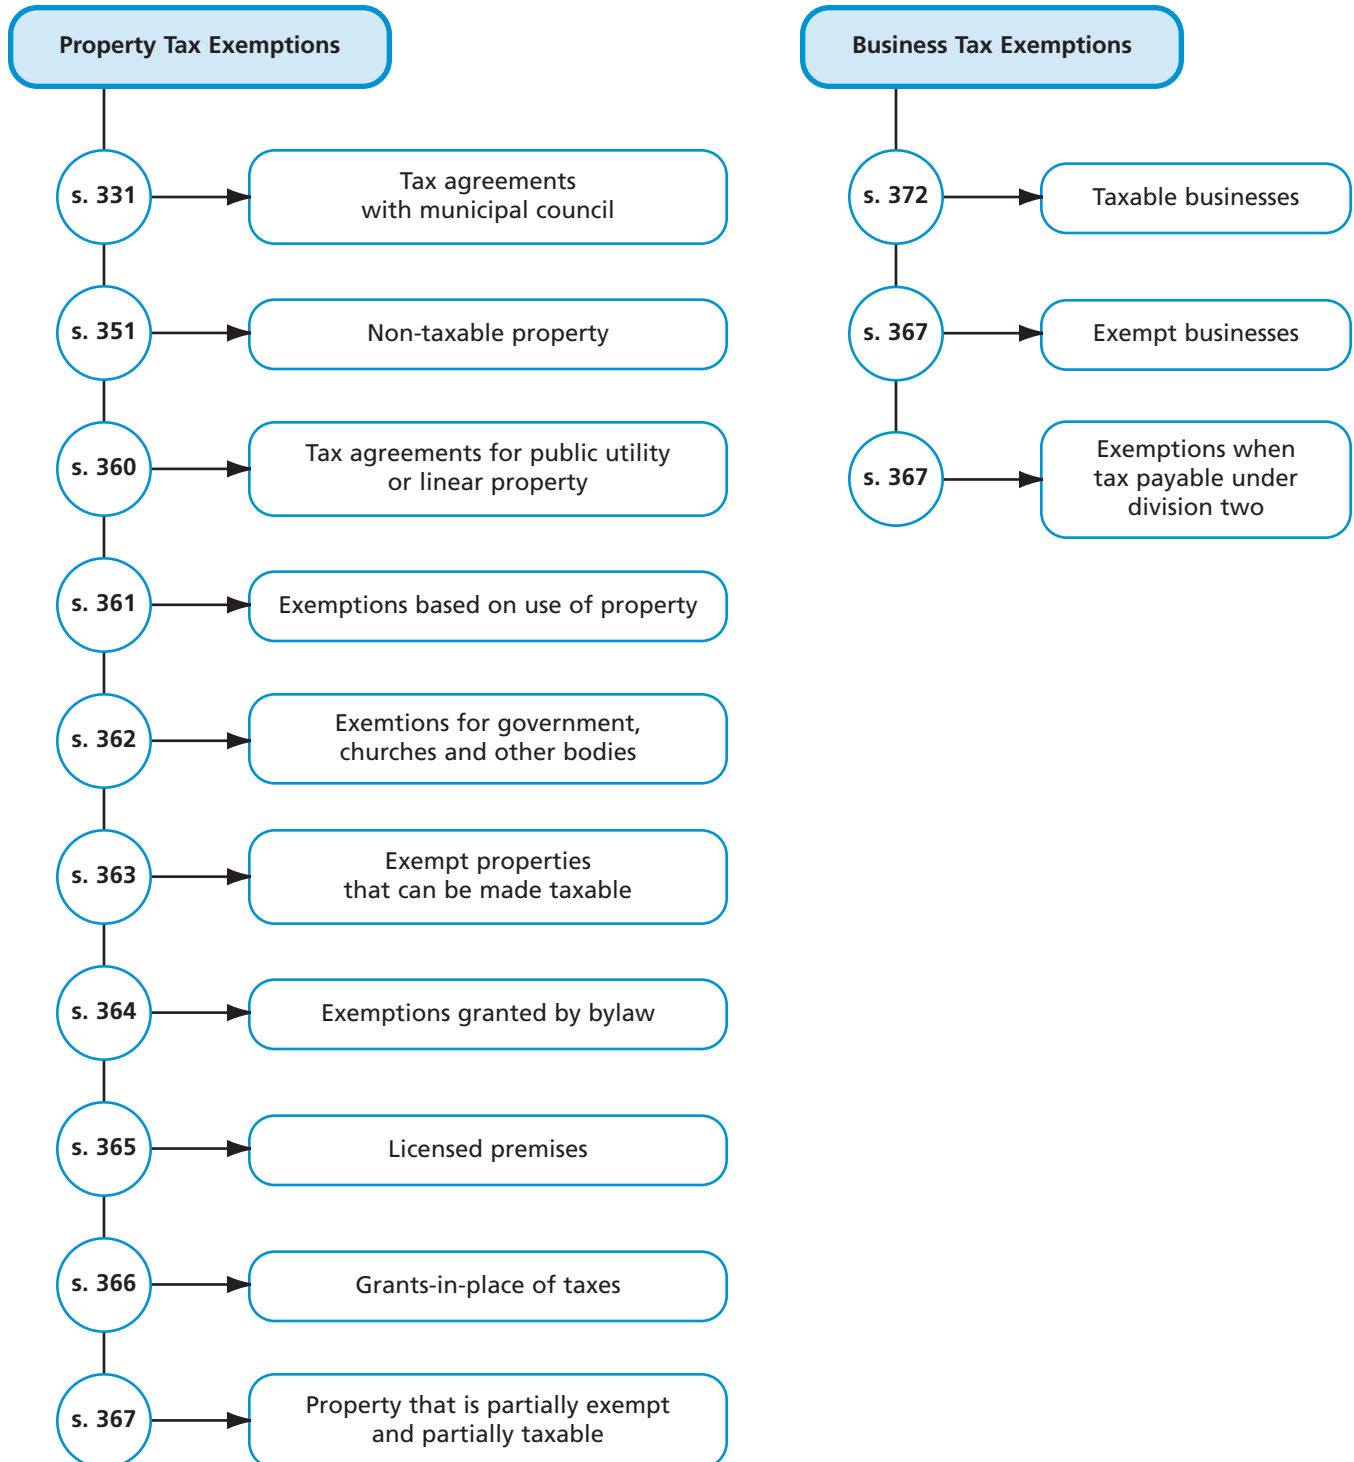 Property Tax Exemptions
s. 331
Tax agreements
with municipal council
s. 351
Non-taxable property
s. 360
Tax agreements for public utility
or linear property
s. 361
Exemptions based on use of property
s. 362
Exemtions for government,
churches and other bodies
s. 363
Exempt properties
that can be made taxable
s. 364
Exemptions granted by bylaw
s. 365
Licensed premises
s. 366
Grants-in-place of taxes
s. 367
Property that is partially exempt
and partially taxable
Business Tax Exemptions
s. 372
Taxable businesses
s. 367
Exempt businesses
s. 367
Exemptions when
tax payable under
division two